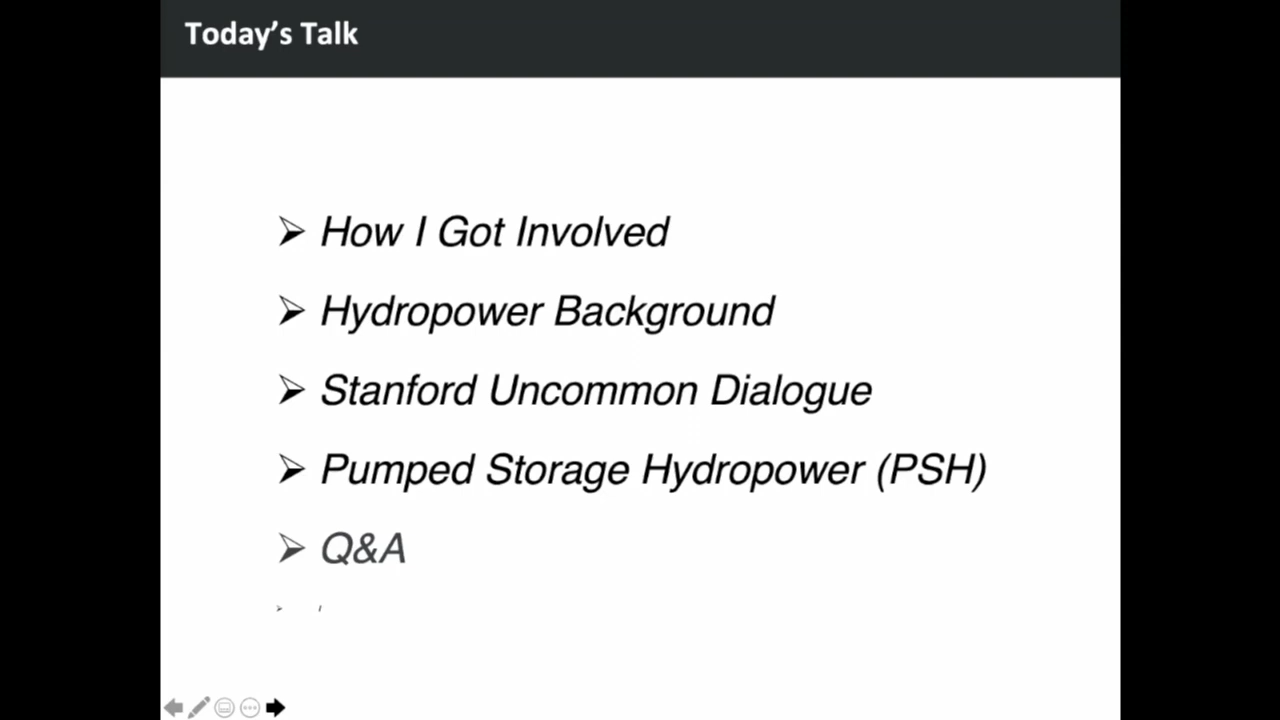 Today’s Talk
How I Got Involved
Hydropower Background
Stanford Uncommon Dialogue
Pumped Storage Hydropower (PSH)
Q&A